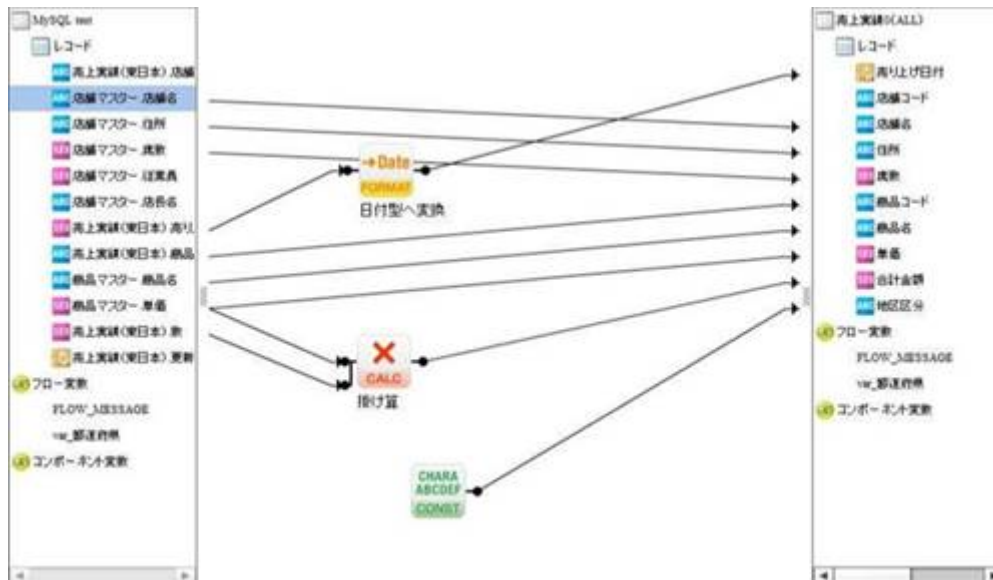 MySQL test
レコード
売上実績(東日本).店舗
店舗マスター.店舗名
店舗マスター.住所
店舗マスター.席数
店舗マスター.従業員
店舗マスター.店長名
売上実績(東日本).売り
売上実績(東日本).商品
商品マスター.商品名
商品マスター.単価
売上実績(東日本).数
売上実績(東日本).更新
フロー変数
FLOW_MESSAGE
var_都道府県
コンポーネント変数
→Date
FORMAT
日付型へ変換
CALC
掛け算
CHARA
ABCDEF
CONST
(ALL)
レコード
売り上げ日付
店舗コード
店舗名
住所
席数
商品コード
商品名
単価
合計金額
地区区分
フロー変数
FLOW_MESSAGE
var_都道府県
コンポーネント変数